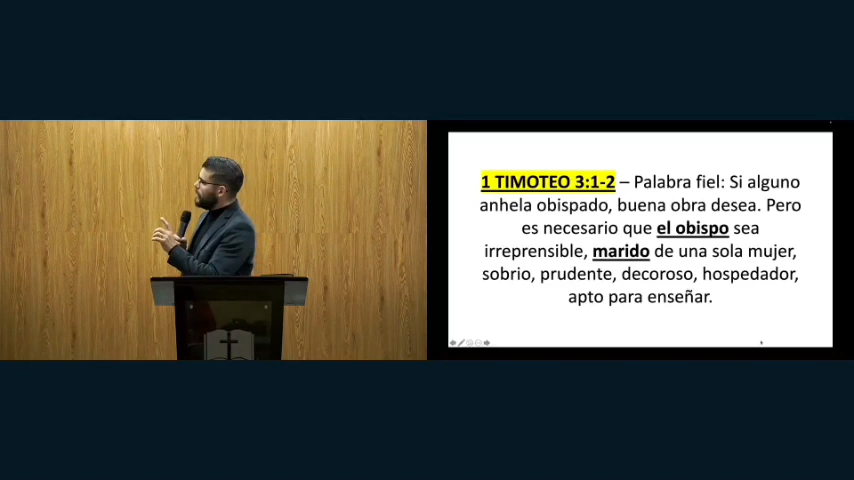 1 TIMOTEO 3:1-2 – Palabra fiel: Si alguno
anhela obispado, buena obra desea. Pero
es necesario que el obispo sea
irreprensible, marido de una sola mujer,
sobrio, prudente, decoroso, hospedador,
apto para enseñar.